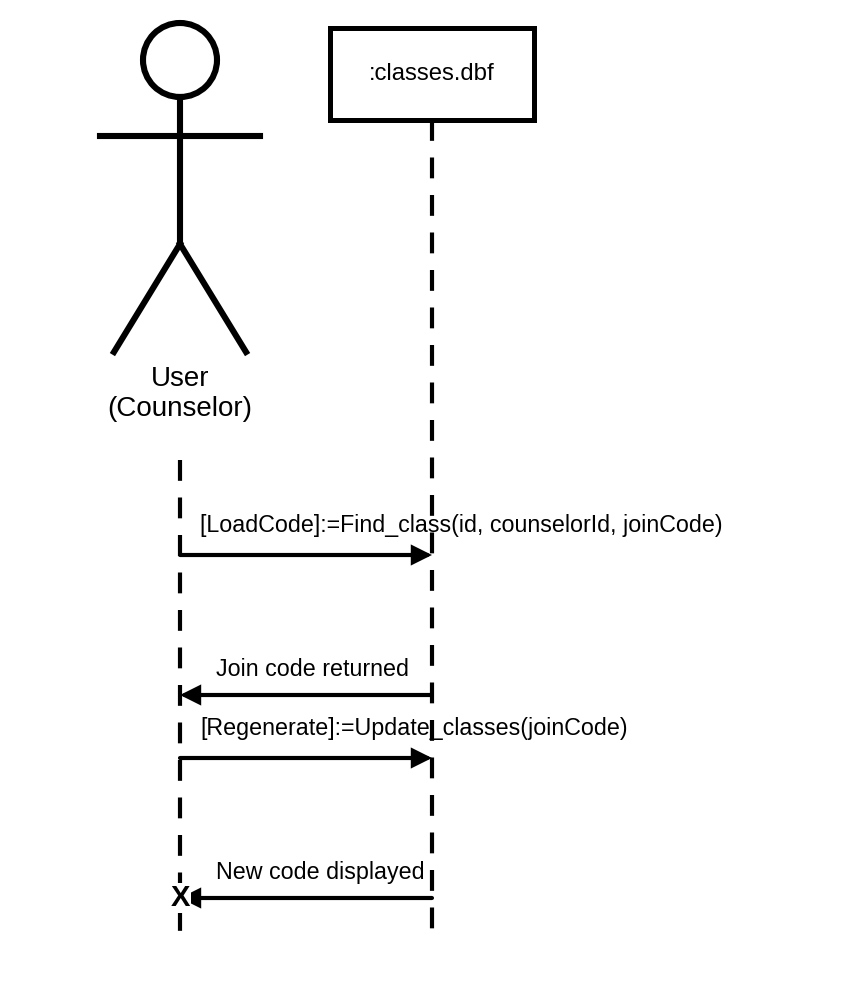 :classes.dbf
User
(Counselor)
[LoadCode]:=Find_class(id, counselorId, joinCode)
Join code returned
[Regenerate]:=Update_classes(joinCode)
New code displayed
X